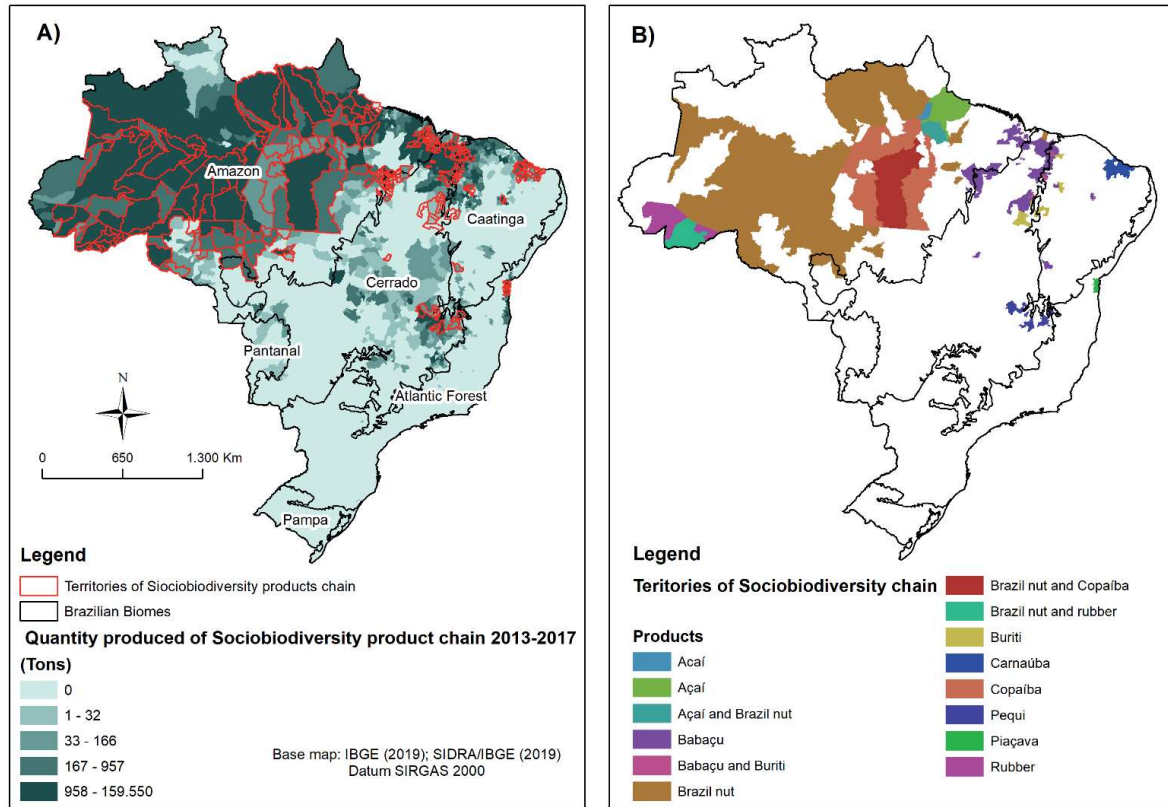 A)
Amazon
Caatinga
Cerrado
Pantanal
Atlantic Forest
Pampa
N
0 650 1.300 Km
Legend
Territories of Siociobiodiversity products chain
Brazilian Biomes
Quantity produced of Sociobiodiversity product chain 2013-2017
(Tons)
0
1 - 32
33 - 166
167 - 957
958 - 159.550
Base map: IBGE (2019); SIDRA/IBGE (2019)
Datum SIRGAS 2000
B)
Legend
Territories of Sociobiodiversity chain
Products
Acaí
Açaí
Açaí and Brazil nut
Babaçu
Babaçu and Buriti
Brazil nut
Brazil nut and Copaíba
Brazil nut and rubber
Buriti
Carnaúba
Copaíba
Pequi
Piaçava
Rubber